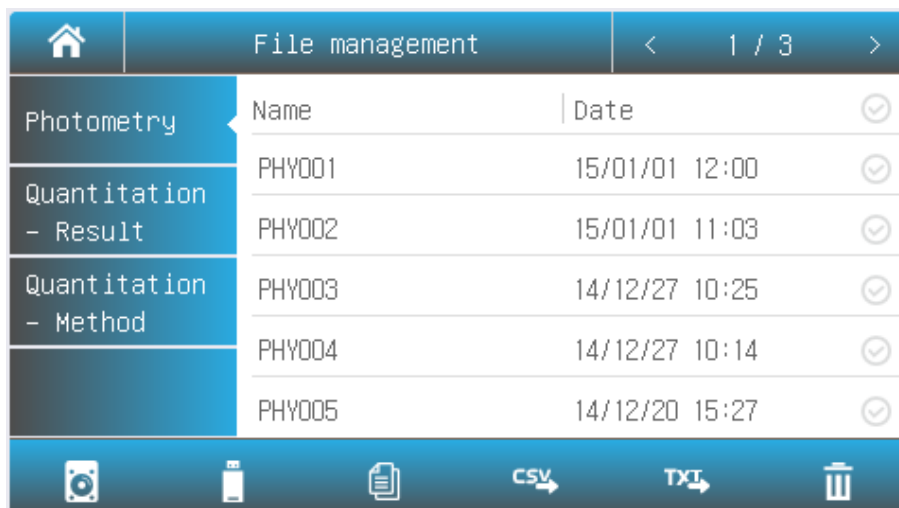 File management
< 1 / 3 >
Photometry
Quantitation
- Result
Quantitation
- Method
Name Date
PHY001 15/01/01 12:00
PHY002 15/01/01 11:03
PHY003 14/12/27 10:25
PHY004 14/12/27 10:14
PHY005 14/12/20 15:27
CSV TXT